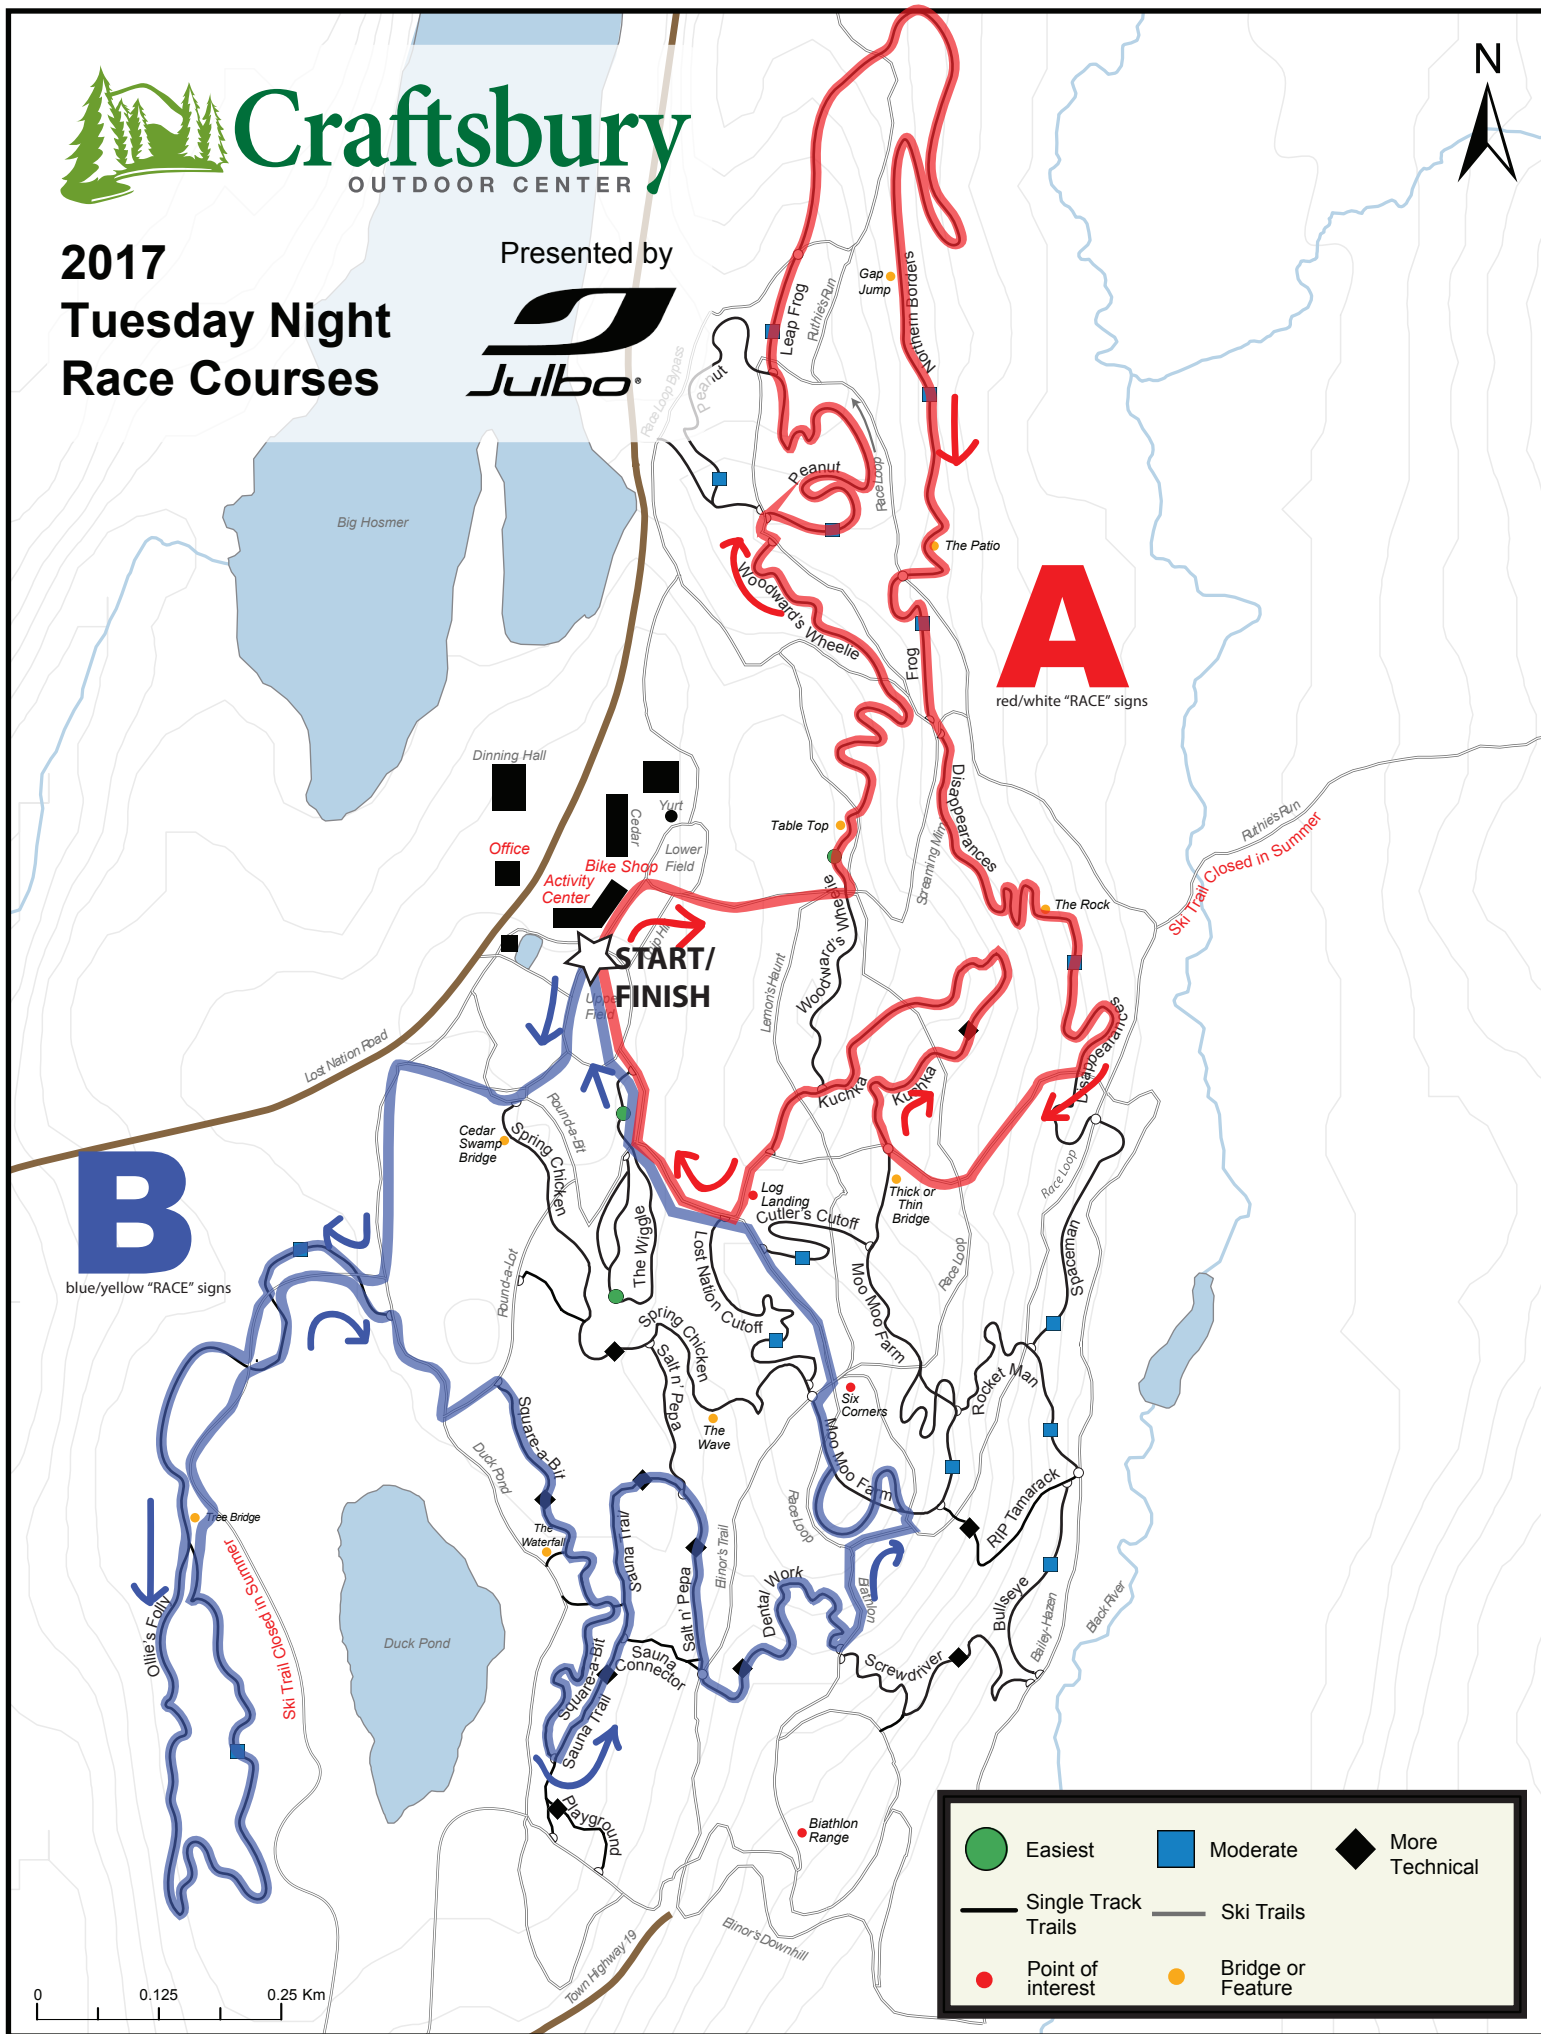 N
Craftsbury
OUTDOOR CENTER
2017
Tuesday Night
Race Courses
Presented by
Julbo
Gap
Jump
Northern Borders
Leap Frog
Ruthie's Run
Race Loop Bypass
Peanut
Peanut
Race Loop
Big Hosmer
The Patio
A
red/white "RACE" signs
Woodward's Wheelie
Frog
Dinning Hall
Yurt
Cedar
Lower
Field
Office
Bike Shop
Activity
Center
Table Top
Disappearances
Screaming Mimi
Ruthie's Run
Ski Trail Closed in Summer
The Rock
START/
FINISH
Upper
Field
Woodward's Wheelie
Lemon's Haunt
Lost Nation Road
Kuchka
Kuchka
Disappearances
Round-a-Bit
Cedar
Swamp
Bridge
Spring Chicken
B
blue/yellow "RACE" signs
Race Loop
Log
Landing
Thick or
Thin
Bridge
Cutler's Cutoff
The Wiggle
Lost Nation Cutoff
Round-a-Lot
Moo Moo Farm
Race Loop
Spaceman
Spring Chicken
Salt n' Pepa
Rocket Man
Six
Corners
The
Wave
Square-a-Bit
Duck Pond
Moo Moo Farm
RIP Tamarack
Tree Bridge
The
Waterfall
Sauna Trail
Race Loop
Elinor's Trail
Ski Trail Closed in Summer
Ollie's Folly
Duck Pond
Dental Work
Biathlon
Bullseye
Black River
Bailey-Hazen
Salt n' Pepa
Square-a-Bit
Sauna
Connector
Screwdriver
Sauna Trail
Playground
Biathlon
Range
Elinor's Downhill
Town Highway 19
Easiest
Moderate
More
Technical
Single Track
Trails
Ski Trails
Point of
interest
Bridge or
Feature
0 0.125 0.25 Km